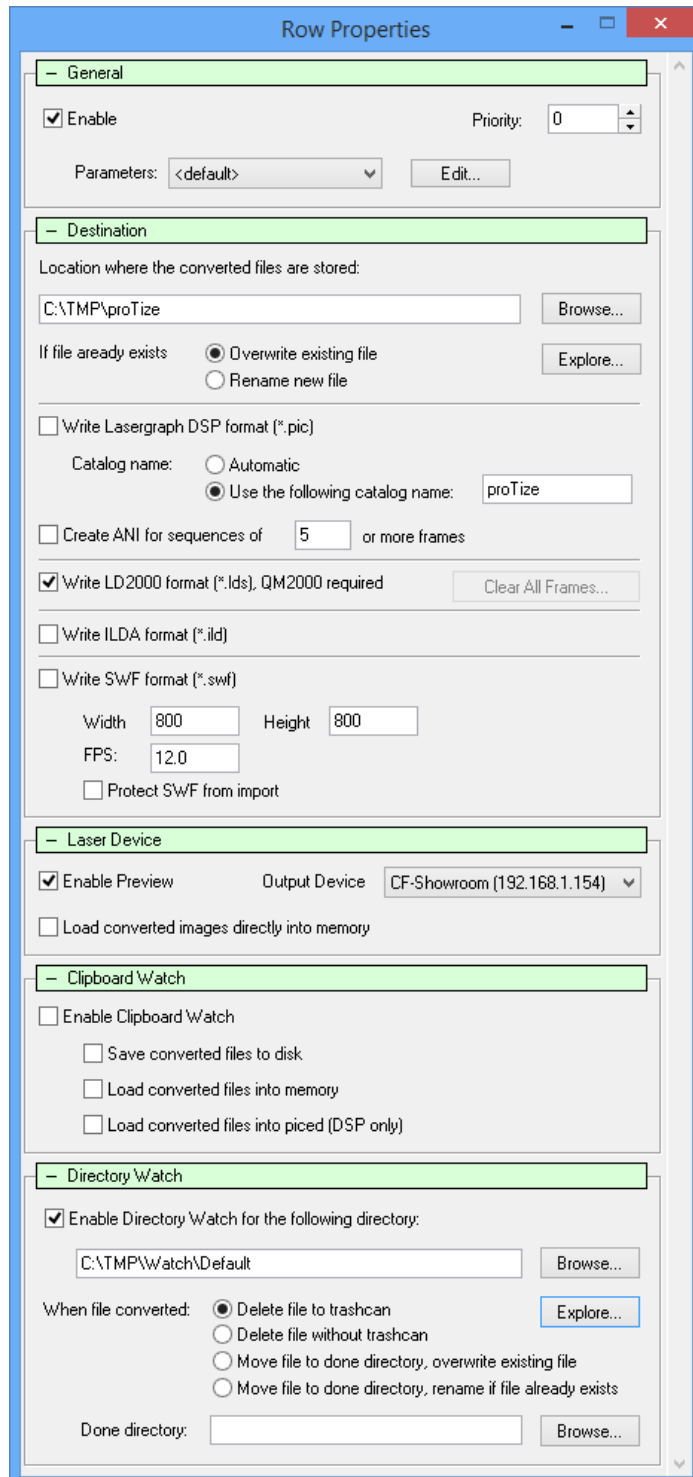 Row Properties
General
Enable Priority: 0
Parameters: <default> Edit...
Destination
Location where the converted files are stored:
C:\TMP\proTize Browse...
If file aready exists Overwrite existing file Explore...
Rename new file
Write Lasergraph DSP format (*.pic)
Catalog name: Automatic
Use the following catalog name: proTize
Create ANI for sequences of 5 or more frames
Write LD2000 format (*.lds), QM2000 required Clear All Frames...
Write ILDA format (*.ild)
Write SWF format (*.swf)
Width 800 Height 800
FPS: 12.0
Protect SWF from import
Laser Device
Enable Preview Output Device CF-Showroom (192.168.1.154)
Load converted images directly into memory
Clipboard Watch
Enable Clipboard Watch
Save converted files to disk
Load converted files into memory
Load converted files into piced (DSP only)
Directory Watch
Enable Directory Watch for the following directory:
C:\TMP\Watch\Default Browse...
When file converted: Delete file to trashcan Explore...
Delete file without trashcan
Move file to done directory, overwrite existing file
Move file to done directory, rename if file already exists
Done directory: Browse...